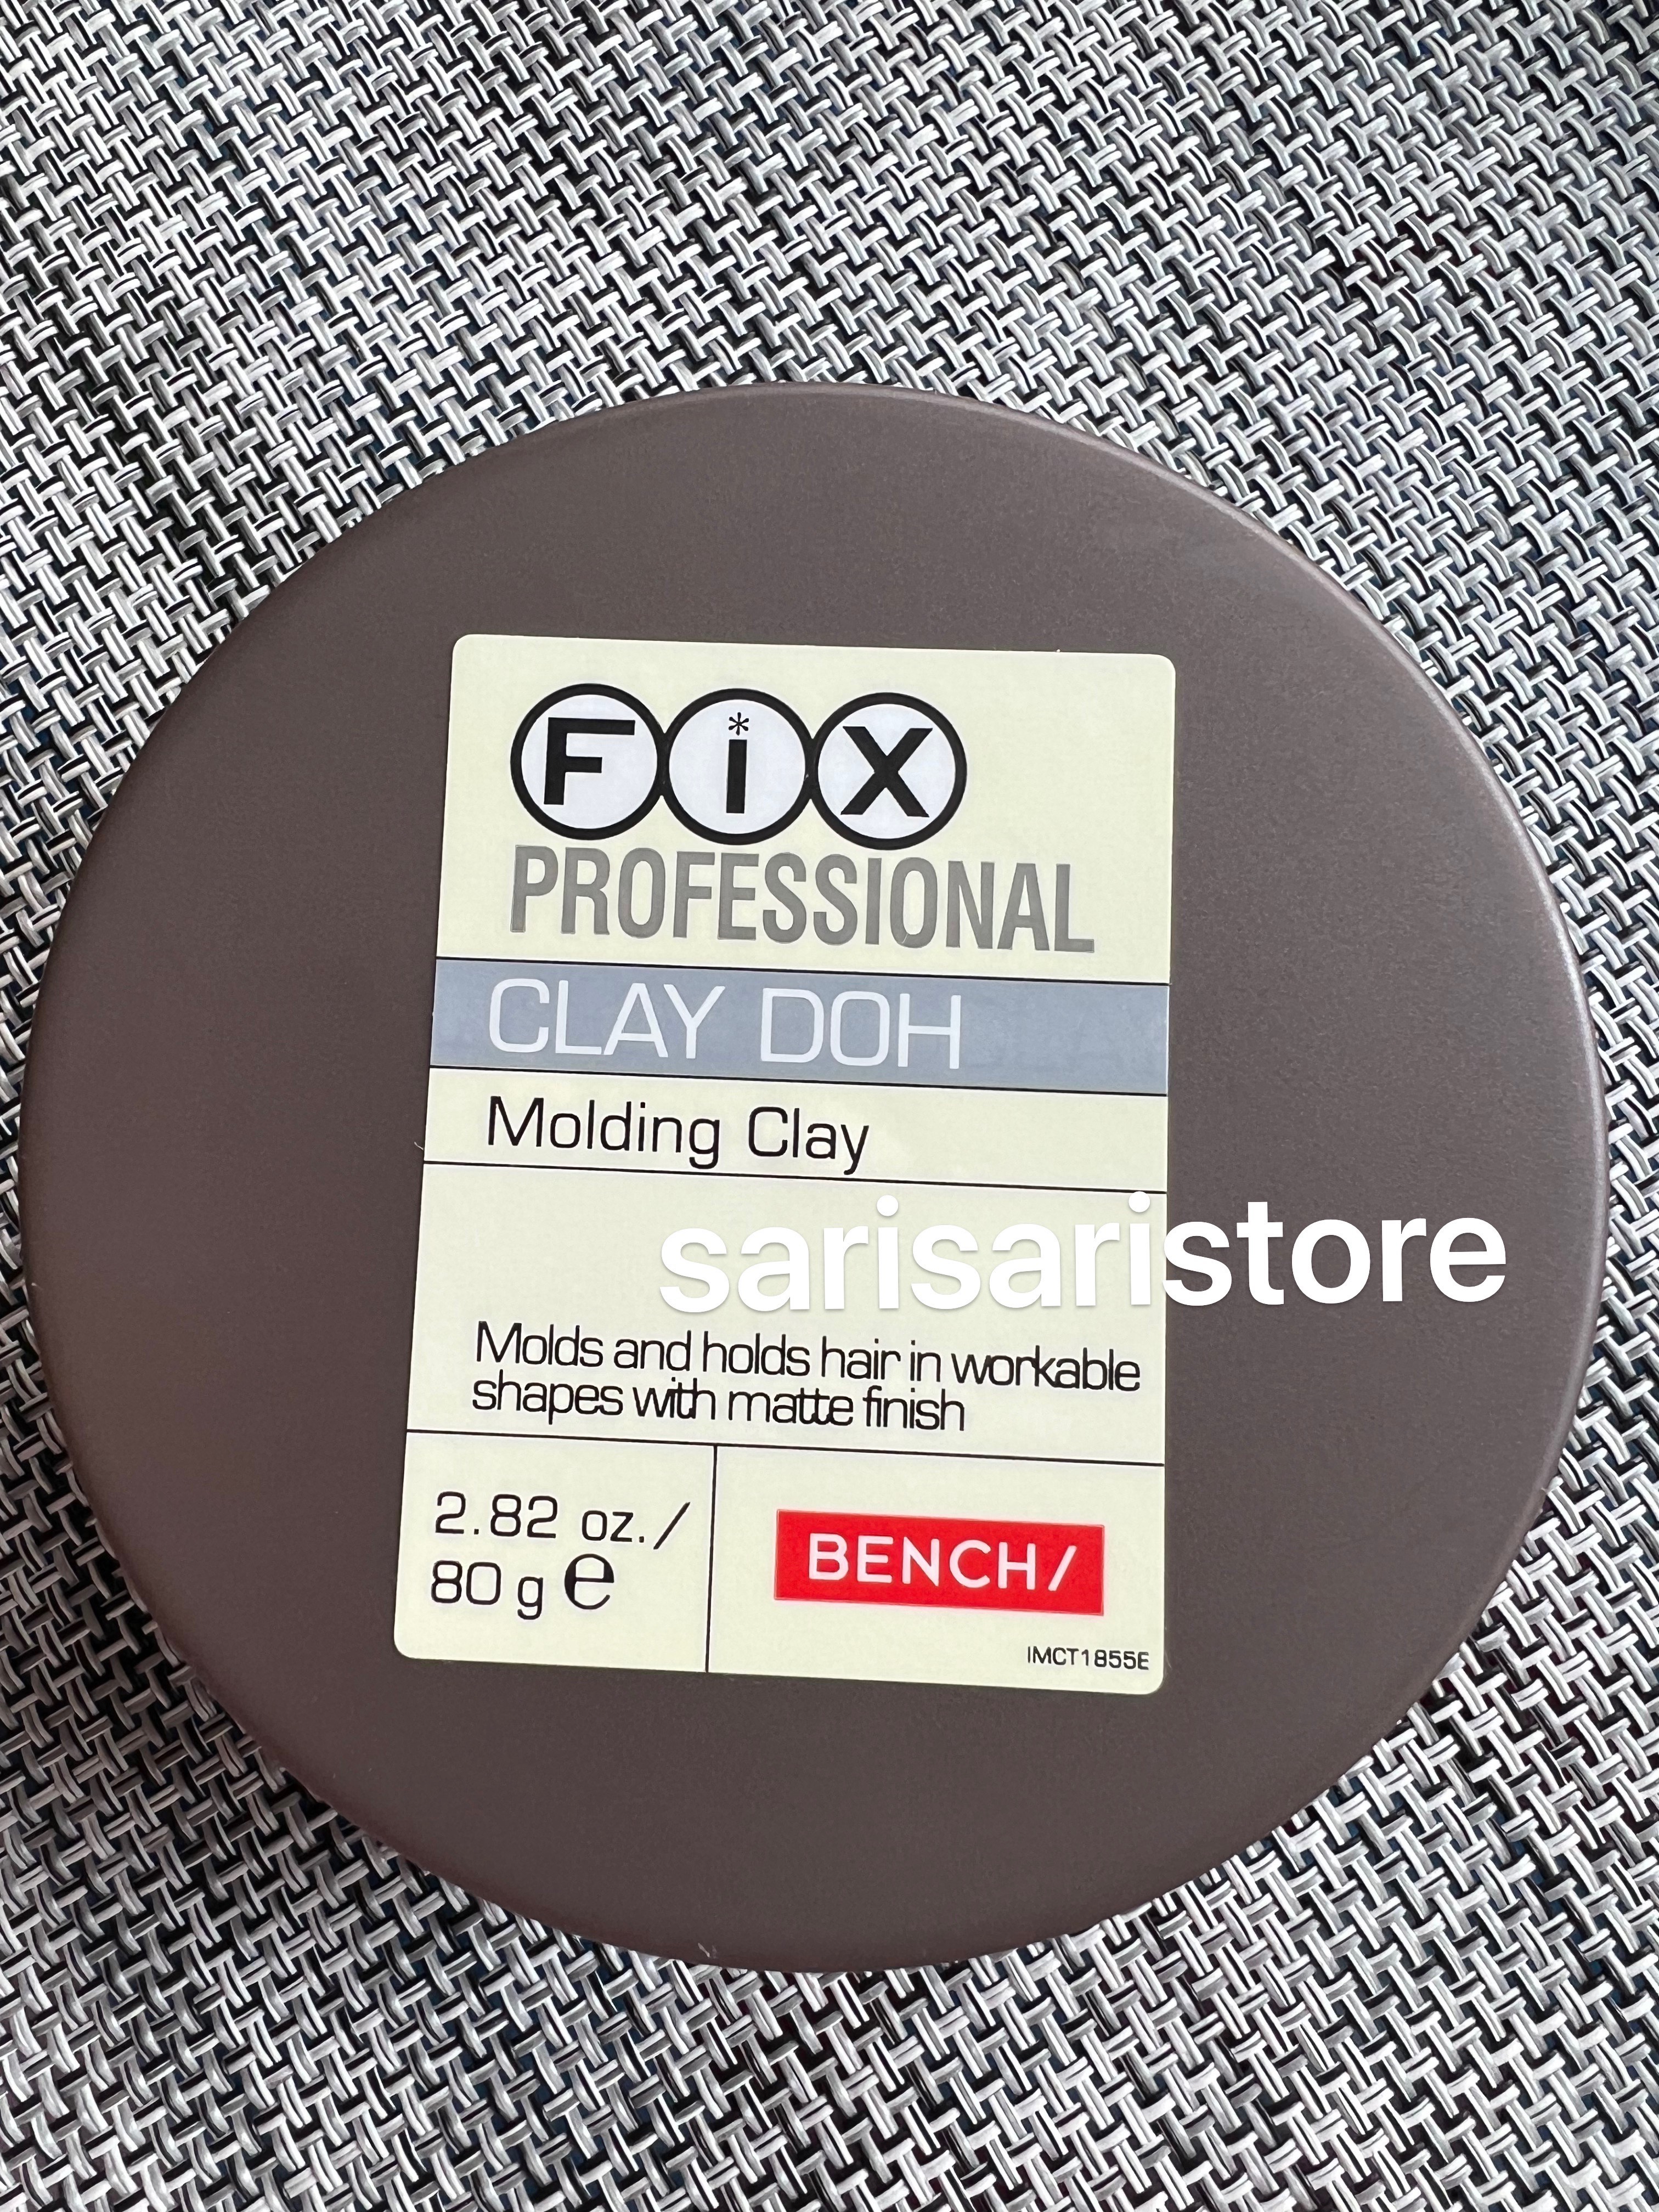 FiX
PROFESSIONAL
CLAY DOH
Molding Clay
sarisaristore
Molds and holds hair in workable
shapes with matte finish
2.82 oz./
80 g e
BENCH/
IMCT1855E